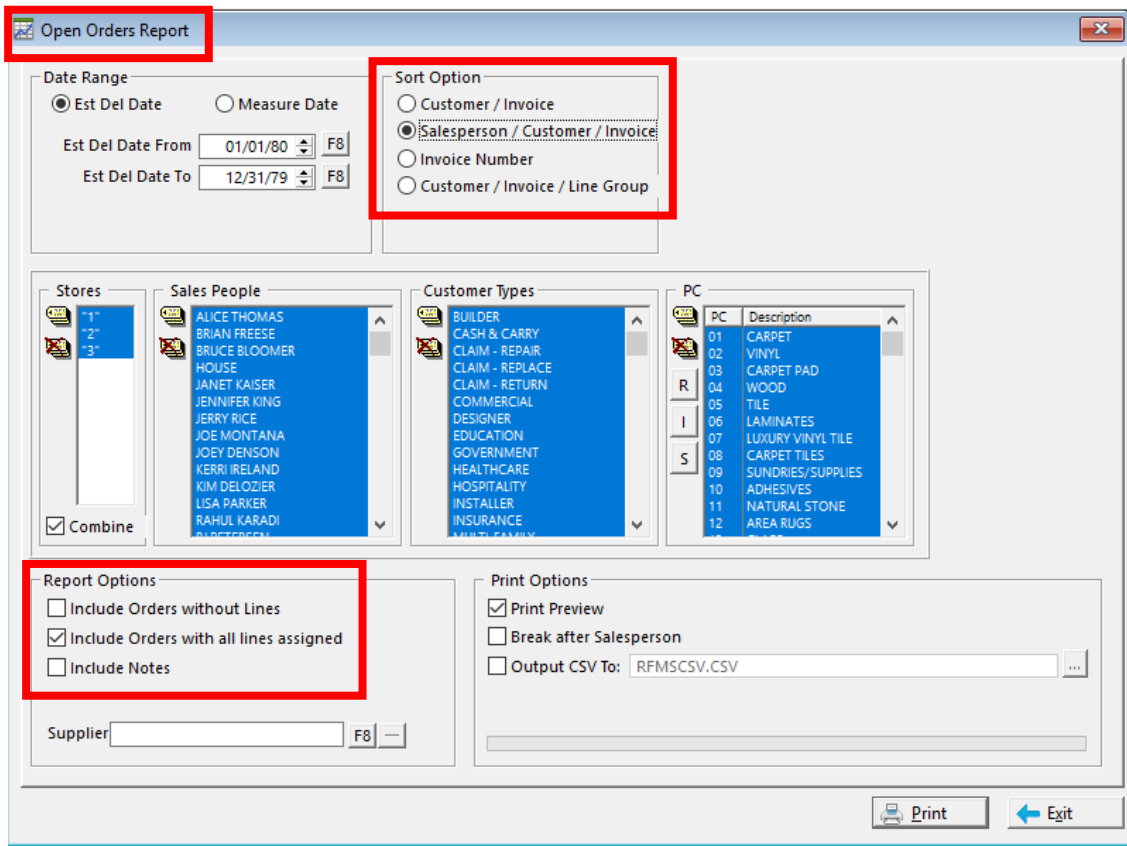 Open Orders Report
Date Range
Est Del Date
Measure Date
Est Del Date From 01/01/80 F8
Est Del Date To 12/31/79 F8
Sort Option
Customer / Invoice
Salesperson / Customer / Invoice
Invoice Number
Customer / Invoice / Line Group
Stores
"1"
"2"
"3"
Combine
Sales People
ALICE THOMAS
BRIAN FREESE
BRUCE BLOOMER
HOUSE
JANET KAISER
JENNIFER KING
JERRY RICE
JOE MONTANA
JOEY DENSON
KERRI IRELAND
KIM DELOZIER
LISA PARKER
RAHUL KARADI
Customer Types
BUILDER
CASH & CARRY
CLAIM - REPAIR
CLAIM - REPLACE
CLAIM - RETURN
COMMERCIAL
DESIGNER
EDUCATION
GOVERNMENT
HEALTHCARE
HOSPITALITY
INSTALLER
INSURANCE
PC
R
I
S
PC Description
01 CARPET
02 VINYL
03 CARPET PAD
04 WOOD
05 TILE
06 LAMINATES
07 LUXURY VINYL TILE
08 CARPET TILES
09 SUNDRIES/SUPPLIES
10 ADHESIVES
11 NATURAL STONE
12 AREA RUGS
Report Options
Include Orders without Lines
Include Orders with all lines assigned
Include Notes
Supplier F8
Print Options
Print Preview
Break after Salesperson
Output CSV To: RFMSCSV.CSV ...
Print
Exit